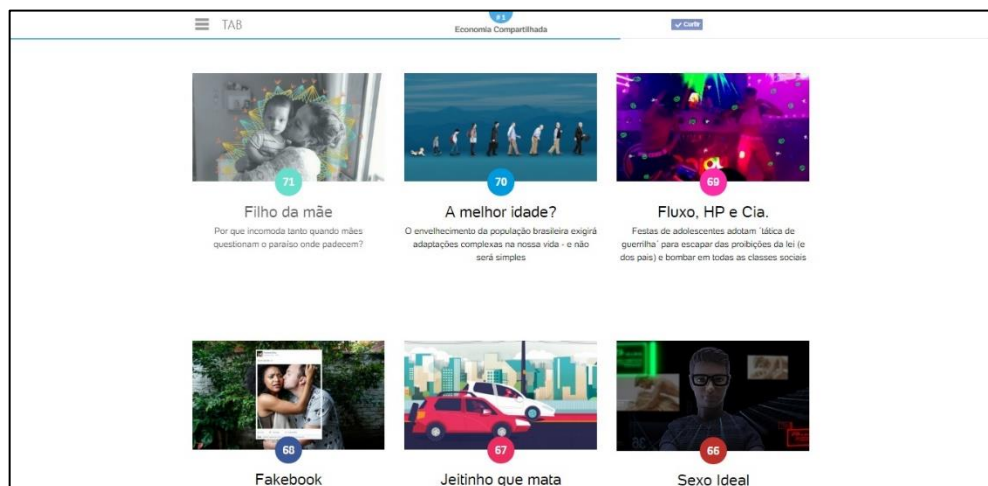 TAB
#1
Economia Compartilhada
Curtir
71
70
69
Filho da mãe
Por que incomoda tanto quando mães
questionam o paraíso onde padecem?
A melhor idade?
O envelhecimento da população brasileira exigirá
adaptações complexas na nossa vida - e não
será simples
Fluxo, HP e Cia.
Festas de adolescentes adotam ´tática de
guerrilha´ para escapar das proibições da lei (e
dos pais) e bombar em todas as classes sociais
68
67
66
Fakebook
Jeitinho que mata
Sexo Ideal